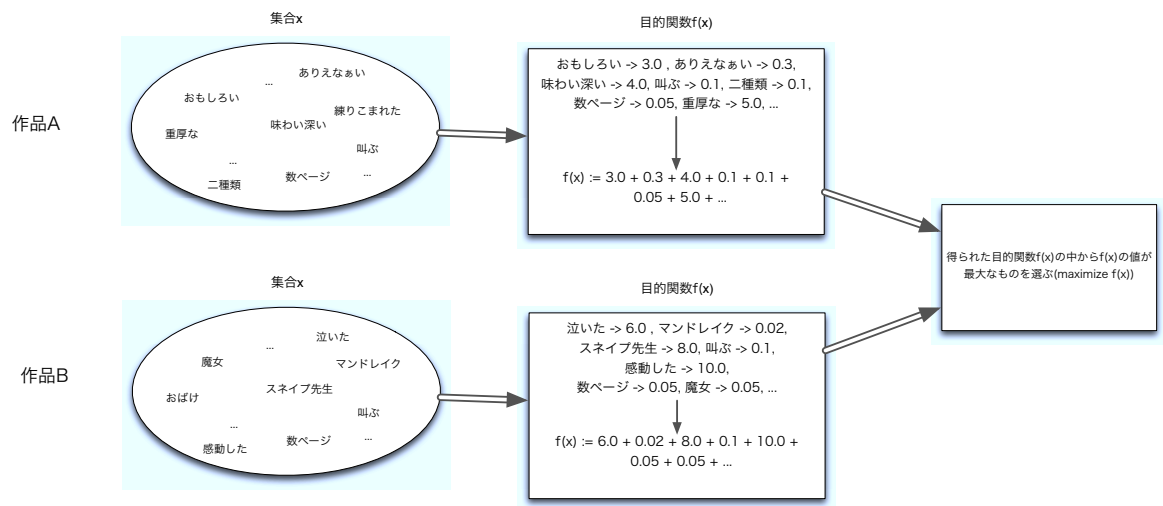 集合x
目的関数f(x)
作品A
ありえなぁい
...
おもしろい
練りこまれた
味わい深い
重厚な
叫ぶ
...
数ページ
...
二種類
おもしろい -> 3.0 , ありえなぁい -> 0.3,
味わい深い -> 4.0, 叫ぶ -> 0.1, 二種類 -> 0.1,
数ページ -> 0.05, 重厚な -> 5.0, ...
f(x) := 3.0 + 0.3 + 4.0 + 0.1 + 0.1 +
0.05 + 5.0 + ...
得られた目的関数f(x)の中からf(x)の値が
最大なものを選ぶ(maximize f(x))
集合x
目的関数f(x)
作品B
泣いた
...
魔女
マンドレイク
スネイプ先生
おばけ
叫ぶ
...
数ページ
...
感動した
泣いた -> 6.0 , マンドレイク -> 0.02,
スネイプ先生 -> 8.0, 叫ぶ -> 0.1,
感動した -> 10.0,
数ページ -> 0.05, 魔女 -> 0.05, ...
f(x) := 6.0 + 0.02 + 8.0 + 0.1 + 10.0 +
0.05 + 0.05 + ...